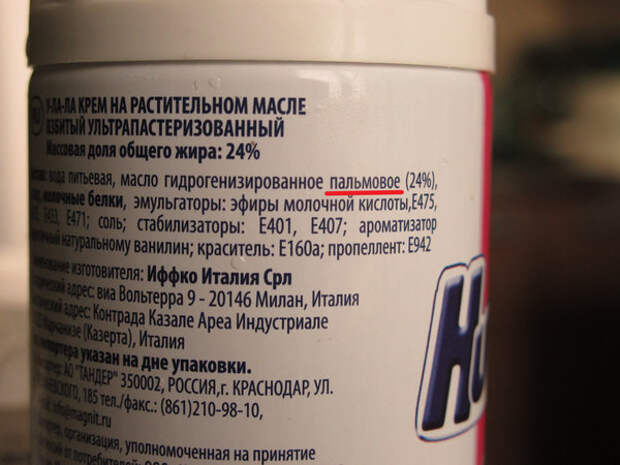 У-ЛА-ЛА КРЕМ НА РАСТИТЕЛЬНОМ МАСЛЕ
ВЗБИТЫЙ УЛЬТРАПАСТЕРИЗОВАННЫЙ
Массовая доля общего жира: 24%
вода питьевая, масло гидрогенизированное пальмовое (24%),
молочные белки, эмульгаторы: эфиры молочной кислоты, Е475,
Е471; соль; стабилизаторы: Е401, Е407; ароматизатор
натуральному ванилин; краситель: Е160а; пропеллент: Е942
изготовителя: Иффко Италия Срл
адрес: виа Вольтерра 9 - 20146 Милан, Италия
адрес: Контрада Казале Ареа Индустриале
(Казерта), Италия
указан на дне упаковки.
АО "ТАНДЕР" 350002, РОССИЯ, г. КРАСНОДАР, УЛ.
185 тел./факс.: (861)210-98-10,
info@magnit.ru
организация, уполномоченная на принятие